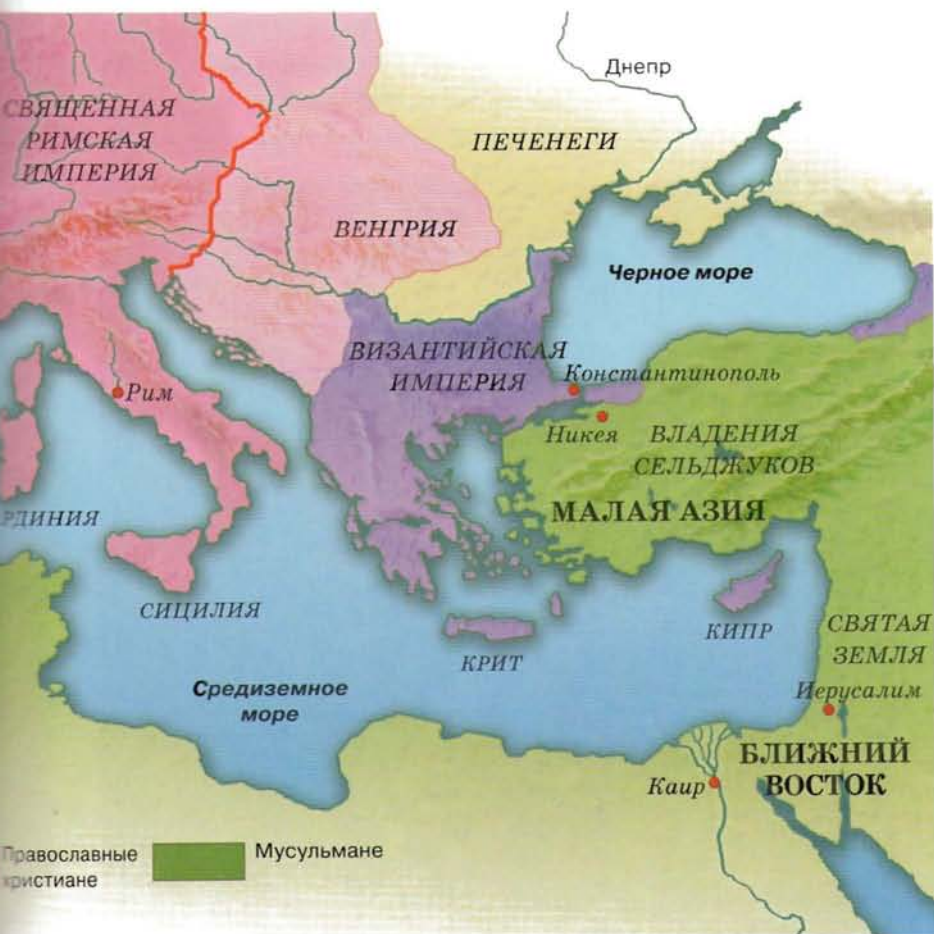 Днепр
СВЯЩЕННАЯ
РИМСКАЯ
ИМПЕРИЯ
ПЕЧЕНЕГИ
ВЕНГРИЯ
Черное море
ВИЗАНТИЙСКАЯ
ИМПЕРИЯ
Константинополь
Рим
Никея
ВЛАДЕНИЯ
СЕЛЬДЖУКОВ
МАЛАЯ АЗИЯ
РДИНИЯ
СИЦИЛИЯ
КРИТ
КИПР
СВЯТАЯ
ЗЕМЛЯ
Средиземное
море
Иерусалим
БЛИЖНИЙ
ВОСТОК
Каир
Православные
христиане
Мусульмане